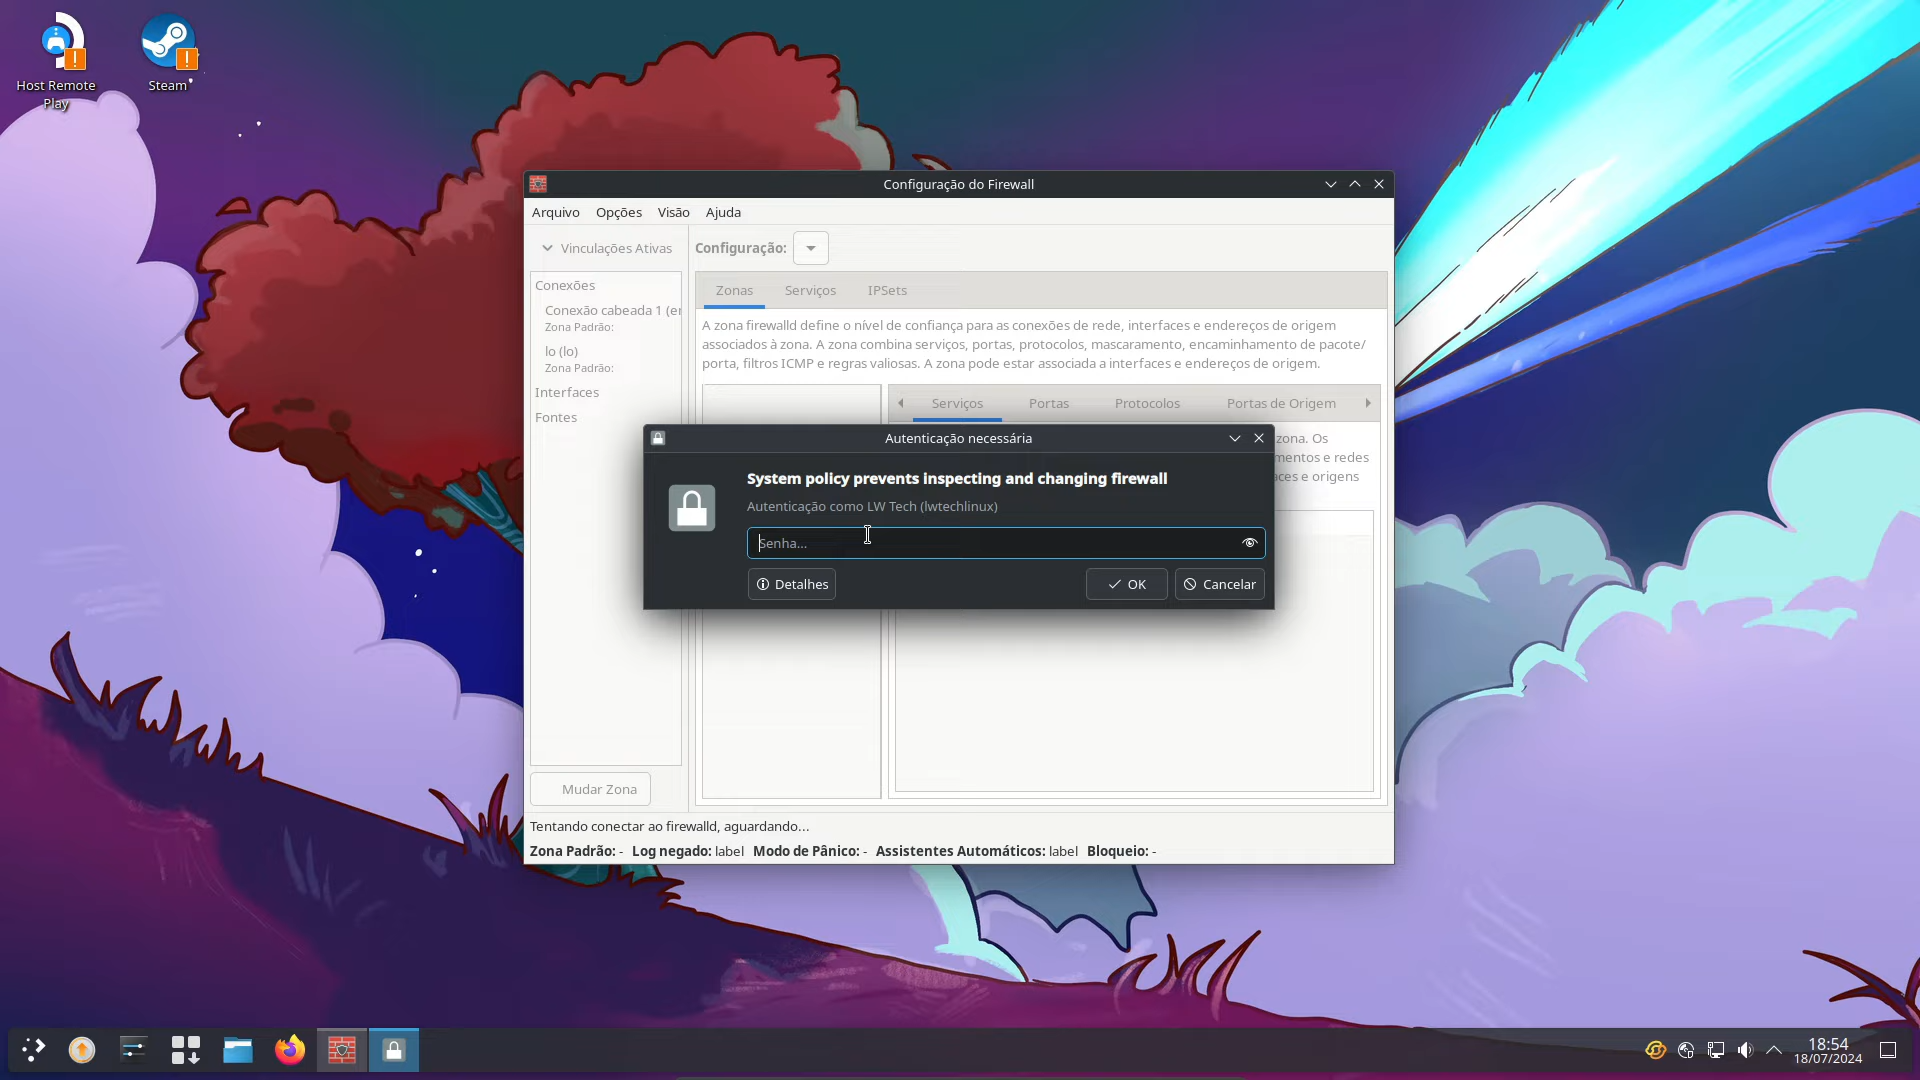 Host Remote
Play
Steam
Configuração do Firewall
Arquivo Opções Visão Ajuda
Vinculações Ativas
Configuração:
Conexões
Conexão cabeada 1 (er
Zona Padrão:
lo (lo)
Zona Padrão:
Interfaces
Fontes
Mudar Zona
Zonas Serviços IPSets
A zona firewalld define o nível de confiança para as conexões de rede, interfaces e endereços de origem
associados à zona. A zona combina serviços, portas, protocolos, mascaramento, encaminhamento de pacote/
porta, filtros ICMP e regras valiosas. A zona pode estar associada a interfaces e endereços de origem.
Serviços Portas Protocolos Portas de Origem
zona. Os
mentos e redes
aces e origens
Autenticação necessária
System policy prevents inspecting and changing firewall
Autenticação como LW Tech (lwtechlinux)
Senha...
Detalhes OK Cancelar
Tentando conectar ao firewalld, aguardando...
Zona Padrão: - Log negado: label Modo de Pânico: - Assistentes Automáticos: label Bloqueio: -
18:54
18/07/2024